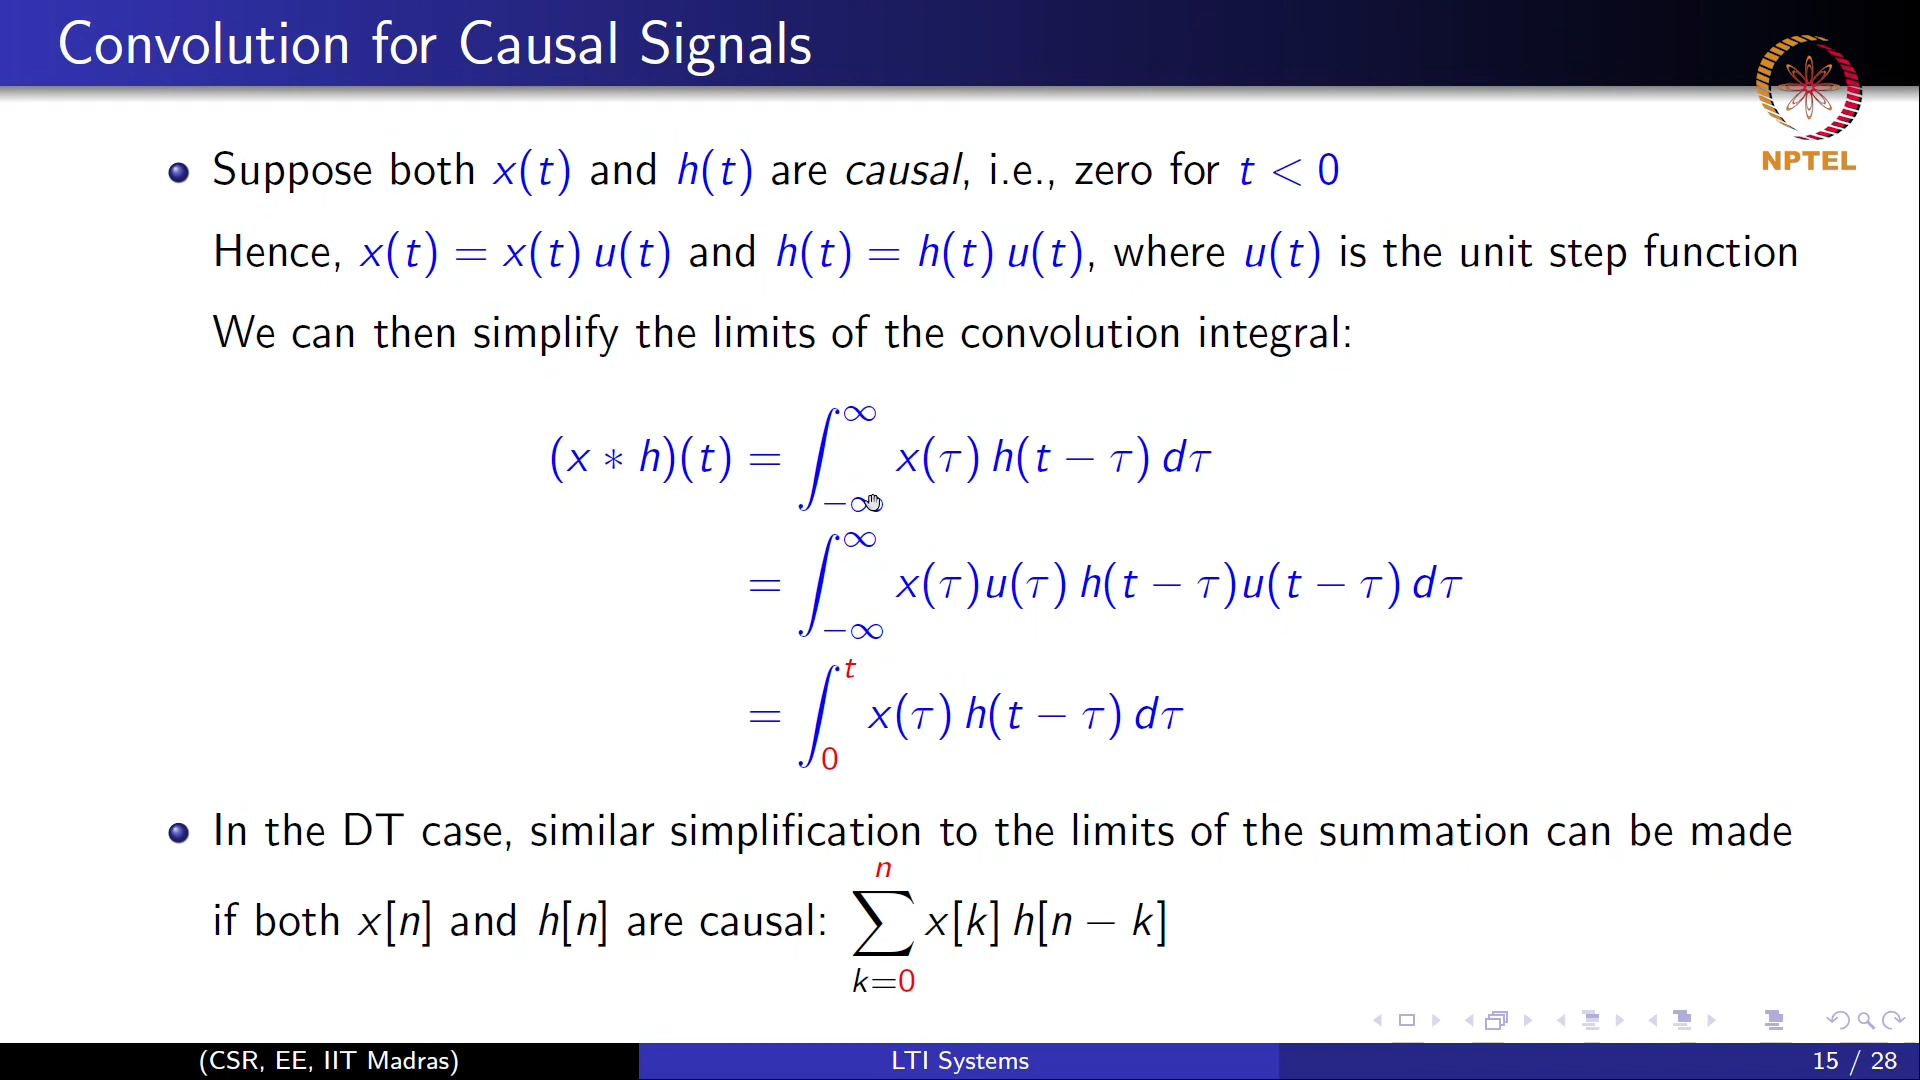 Convolution for Causal Signals
NPTEL
Suppose both x(t) and h(t) are causal, i.e., zero for t < 0
Hence, x(t) = x(t) u(t) and h(t) = h(t) u(t), where u(t) is the unit step function
We can then simplify the limits of the convolution integral:
(x ∗ h)(t) = ∫_{−∞}^{∞} x(τ) h(t − τ) dτ
= ∫_{−∞}^{∞} x(τ)u(τ) h(t − τ)u(t − τ) dτ
= ∫_{0}^{t} x(τ) h(t − τ) dτ
In the DT case, similar simplification to the limits of the summation can be made
if both x[n] and h[n] are causal: ∑_{k=0}^{n} x[k] h[n − k]
(CSR, EE, IIT Madras) LTI Systems 15 / 28